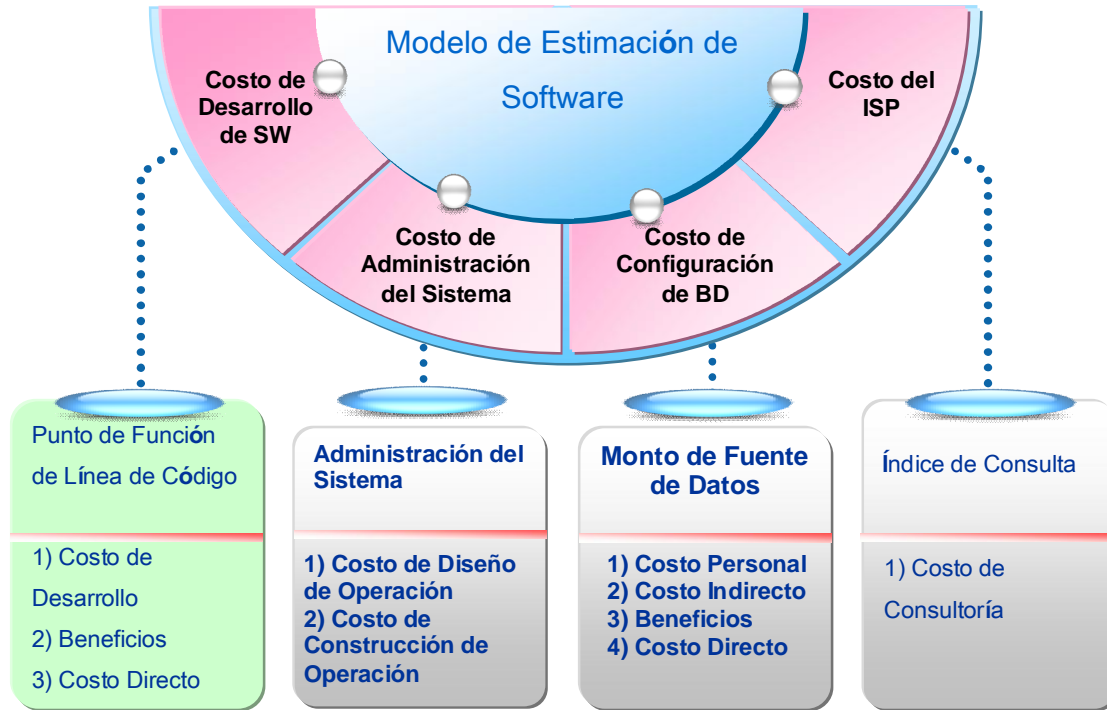 Modelo de Estimación de
Software
Costo de
Desarrollo
de SW
Costo de
Administración
del Sistema
Costo de
Configuración
de BD
Costo del
ISP
Punto de Función
de Línea de Código
1) Costo de
Desarrollo
2) Beneficios
3) Costo Directo
Administración del
Sistema
1) Costo de Diseño
de Operación
2) Costo de
Construcción de
Operación
Monto de Fuente
de Datos
1) Costo Personal
2) Costo Indirecto
3) Beneficios
4) Costo Directo
Índice de Consulta
1) Costo de
Consultoría